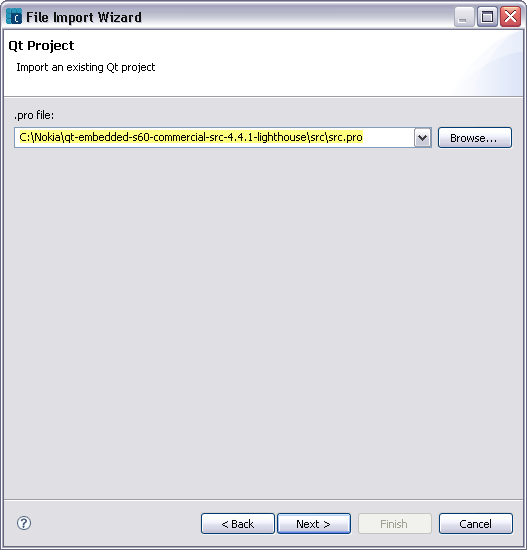 File Import Wizard
Qt Project
Import an existing Qt project
.pro file:
C:\Nokia\qt-embedded-s60-commercial-src-4.4.1-lighthouse\src\src.pro
Browse...
< Back
Next >
Finish
Cancel